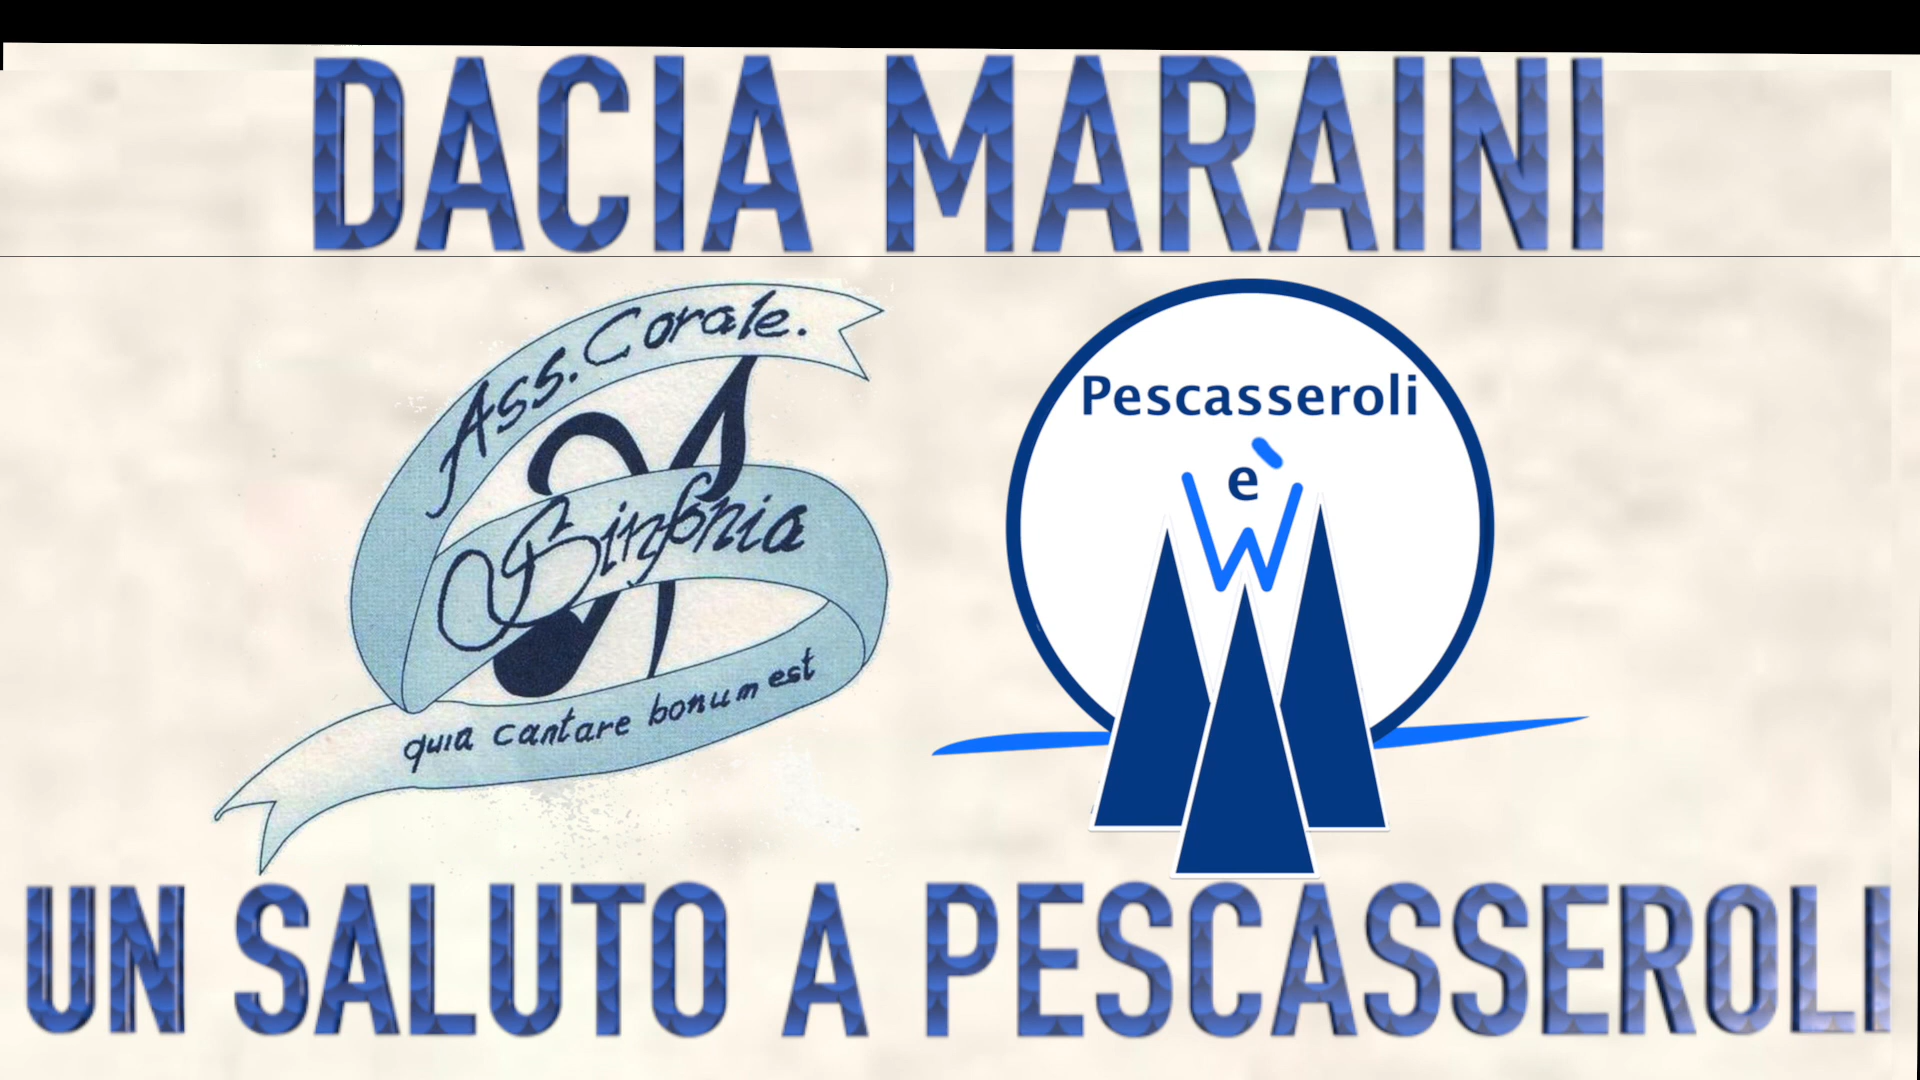 DACIA MARAINI
Ass. Corale.
Sinfonia
quia cantare bonum est
Pescasseroli
è
W
UN SALUTO A PESCASSEROLI